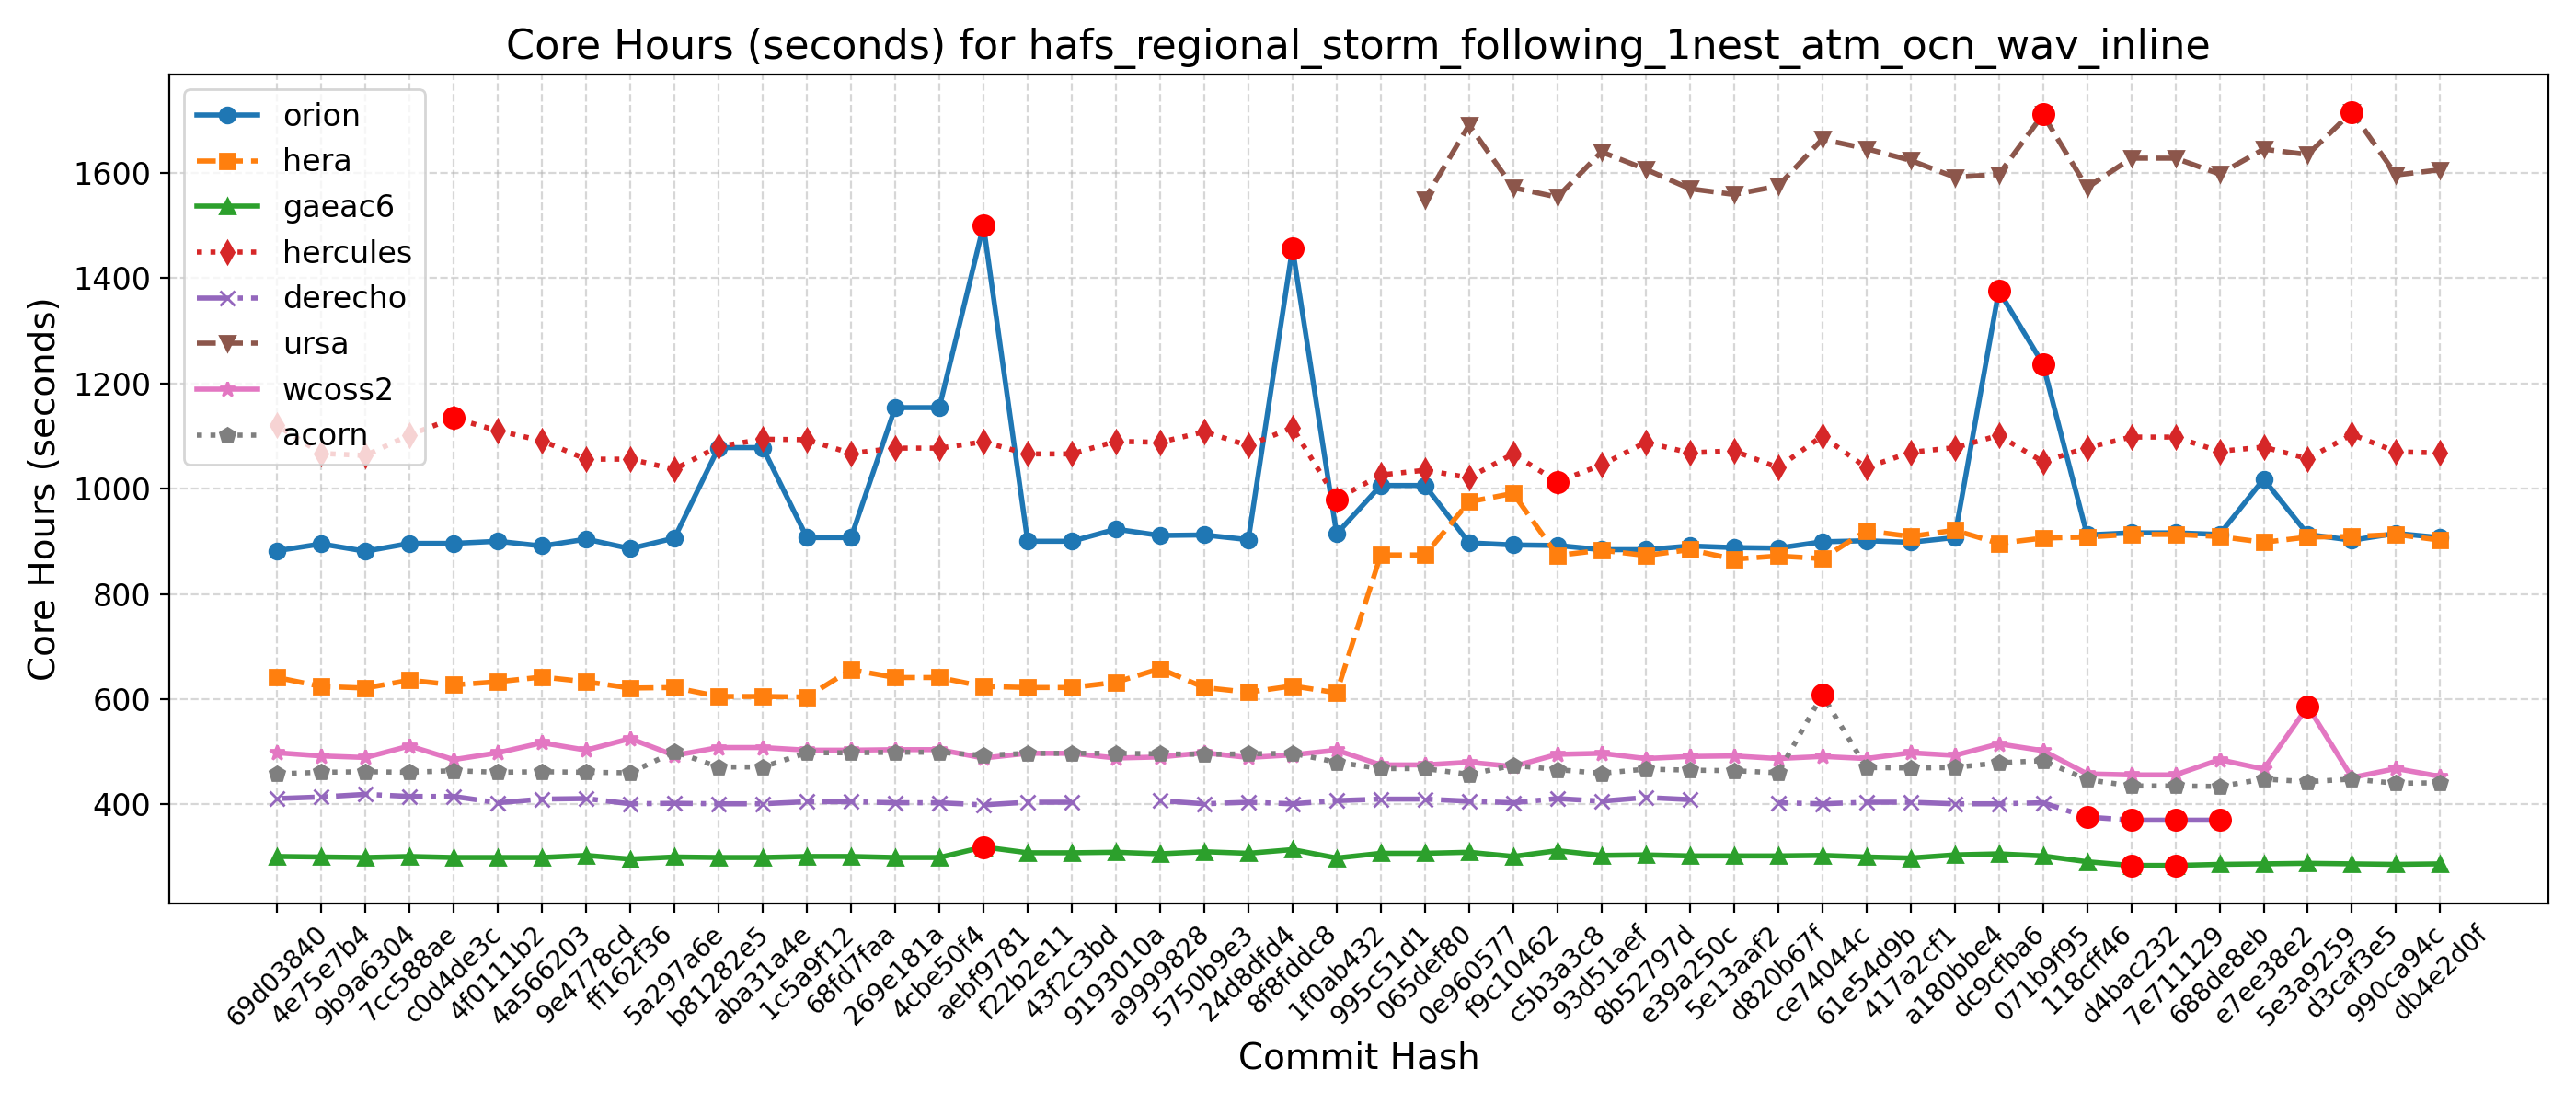 Core Hours (seconds) for hafs_regional_storm_following_1nest_atm_ocn_wav_inline
orion
hera
gaeac6
hercules
derecho
ursa
wcoss2
acorn
Core Hours (seconds)
1600
1400
1200
1000
800
600
400
69d03840
4e75e7b4
9b9a6304
7cc588ae
c0d4de3c
4f0111b2
4a566203
9e4778cd
ff162f36
5a297a6e
b81282e5
aba31a4e
1c5a9f12
68fd7faa
269e181a
4cbe50f4
aebf9781
f22b2e11
43f2c3bd
9193010a
a9999828
5750b9e3
24d8dfd4
8f8fddc8
1f0ab432
995c51d1
065def80
0e960577
f9c10462
c5b3a3c8
93d51aef
8b52797d
e39a250c
5e13aaf2
d820b67f
ce74044c
61e54d9b
417a2cf1
a180bbe4
dc9cfba6
071b9f95
118cff46
d4bac232
7e711129
688de8eb
e7ee38e2
5e3a9259
d3caf3e5
990ca94c
db4e2d0f
Commit Hash